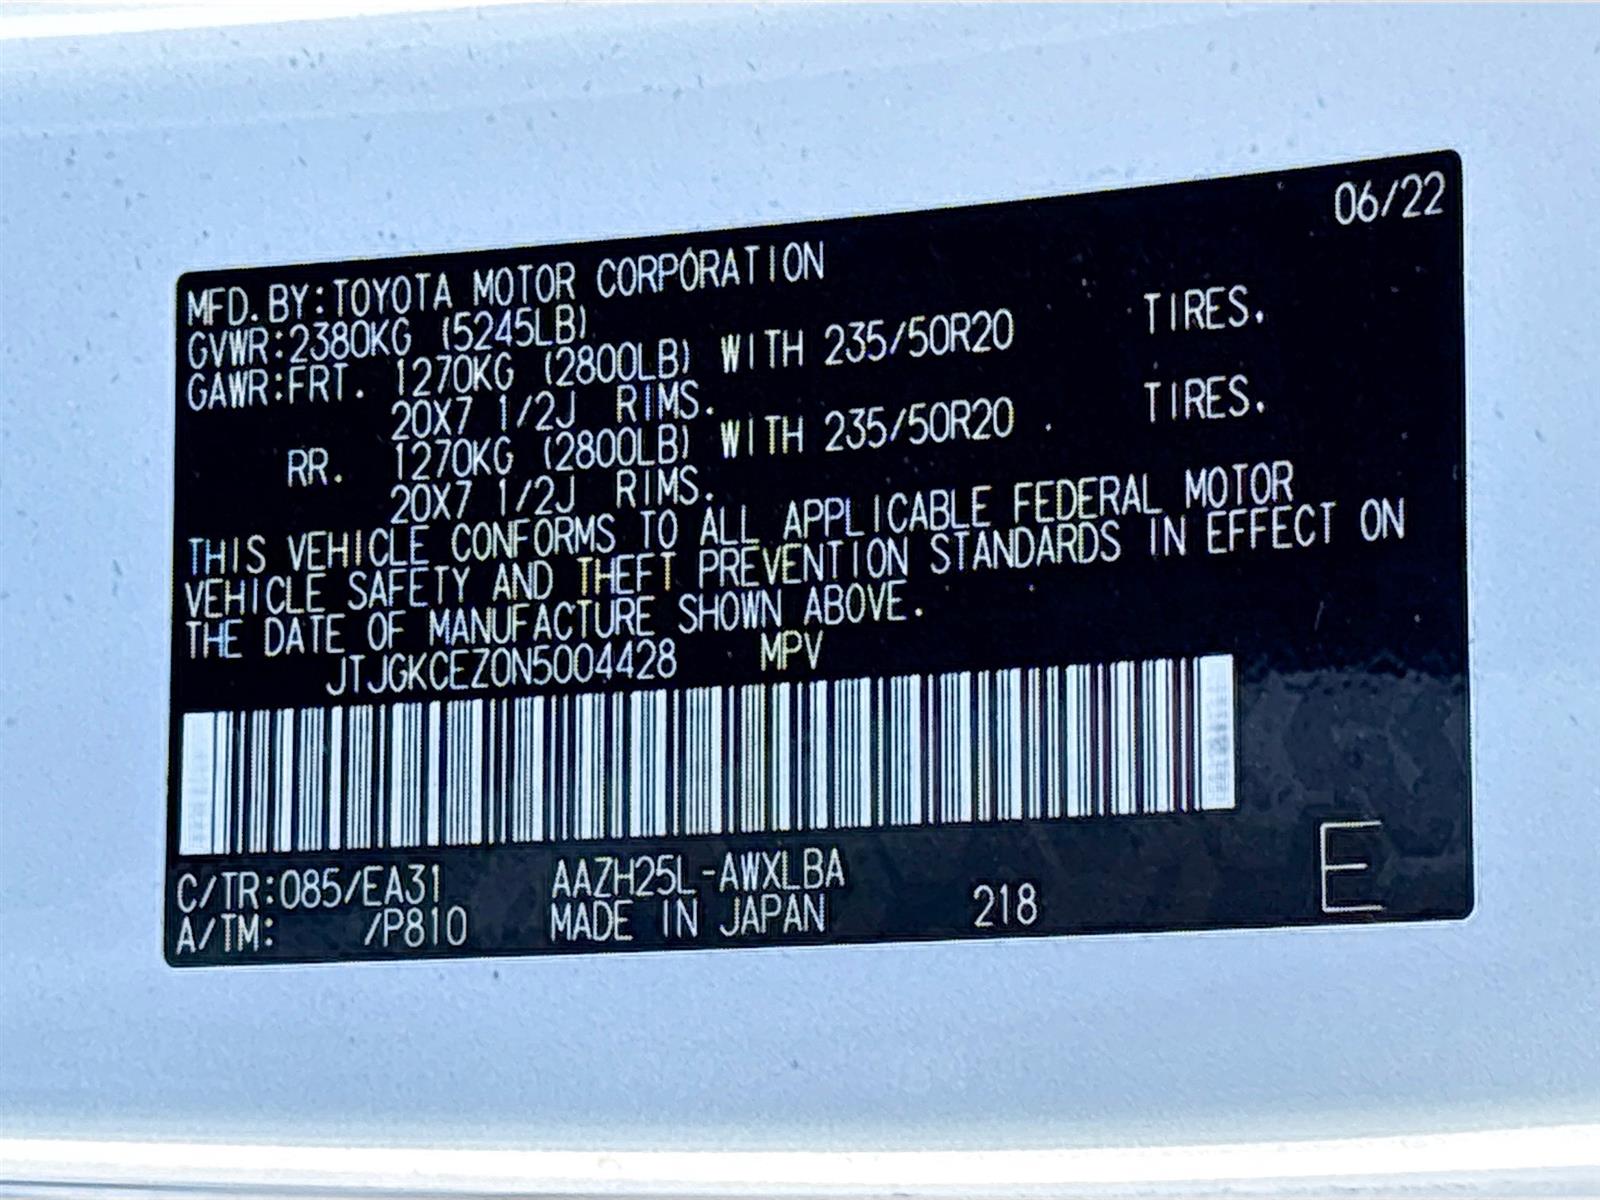 06/22
MFD.BY:TOYOTA MOTOR CORPORATION
GVWR:2380KG (5245LB)
GAWR:FRT. 1270KG (2800LB) WITH 235/50R20 TIRES.
20X7 1/2J RIMS.
RR. 1270KG (2800LB) WITH 235/50R20 TIRES.
20X7 1/2J RIMS.
THIS VEHICLE CONFORMS TO ALL APPLICABLE FEDERAL MOTOR
VEHICLE SAFETY AND THEFT PREVENTION STANDARDS IN EFFECT ON
THE DATE OF MANUFACTURE SHOWN ABOVE.
JTJGKCEZ0N5004428 MPV
C/TR:085/EA31 AAZH25L-AWXLBA
A/TM: /P810 MADE IN JAPAN 218 E